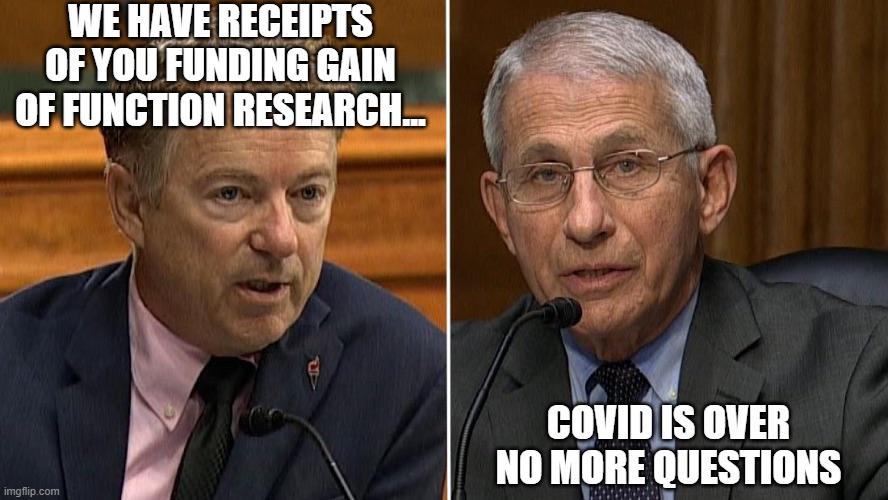 WE HAVE RECEIPTS
OF YOU FUNDING GAIN
OF FUNCTION RESEARCH...
COVID IS OVER
NO MORE QUESTIONS
imgflip.com